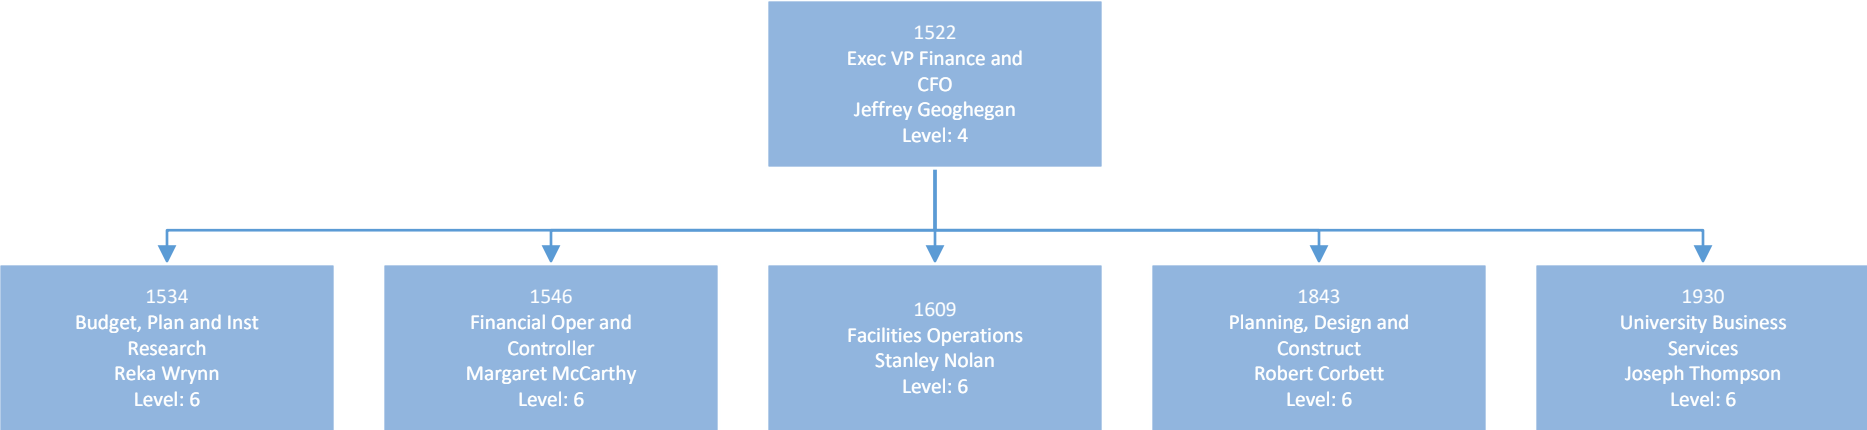 1522
Exec VP Finance and
CFO
Jeffrey Geoghegan
Level: 4
1534
Budget, Plan and Inst
Research
Reka Wrynn
Level: 6
1546
Financial Oper and
Controller
Margaret McCarthy
Level: 6
1609
Facilities Operations
Stanley Nolan
Level: 6
1843
Planning, Design and
Construct
Robert Corbett
Level: 6
1930
University Business
Services
Joseph Thompson
Level: 6